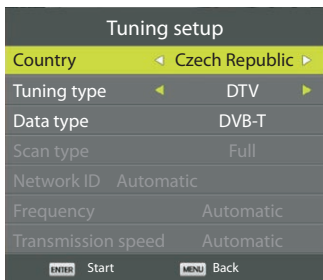 Tuning setup
Country Czech Republic
Tuning type DTV
Data type DVB-T
Scan type Full
Network ID Automatic
Frequency Automatic
Transmission speed Automatic
ENTER Start MENU Back